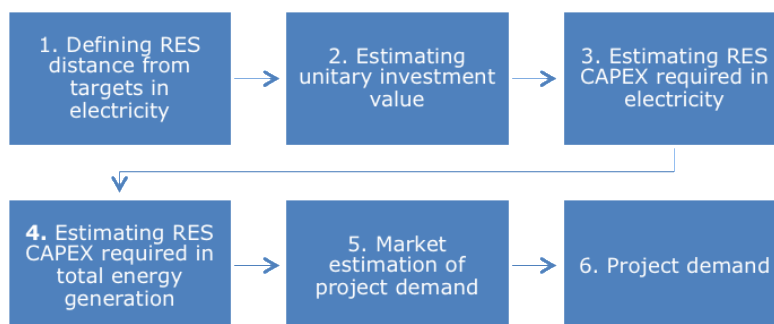 1. Defining RES
distance from
targets in
electricity
2. Estimating
unitary investment
value
3. Estimating RES
CAPEX required in
electricity
4. Estimating RES
CAPEX required in
total energy
generation
5. Market
estimation of
project demand
6. Project demand